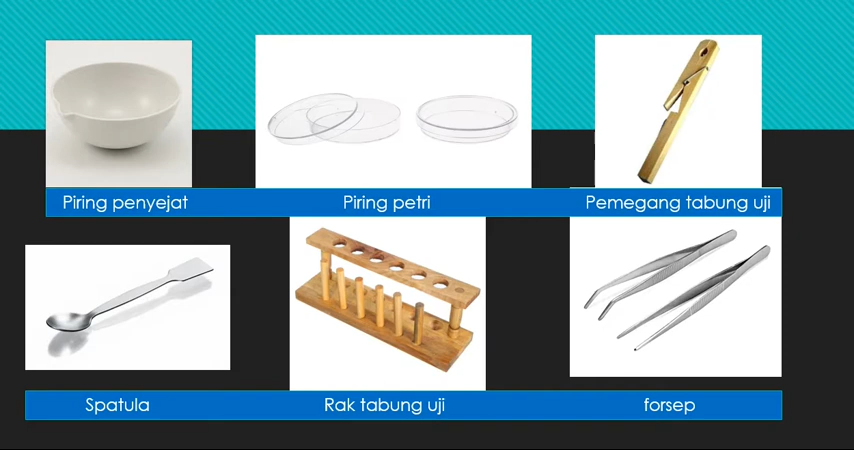 Piring penyejat
Piring petri
Pemegang tabung uji
Spatula
Rak tabung uji
forsep